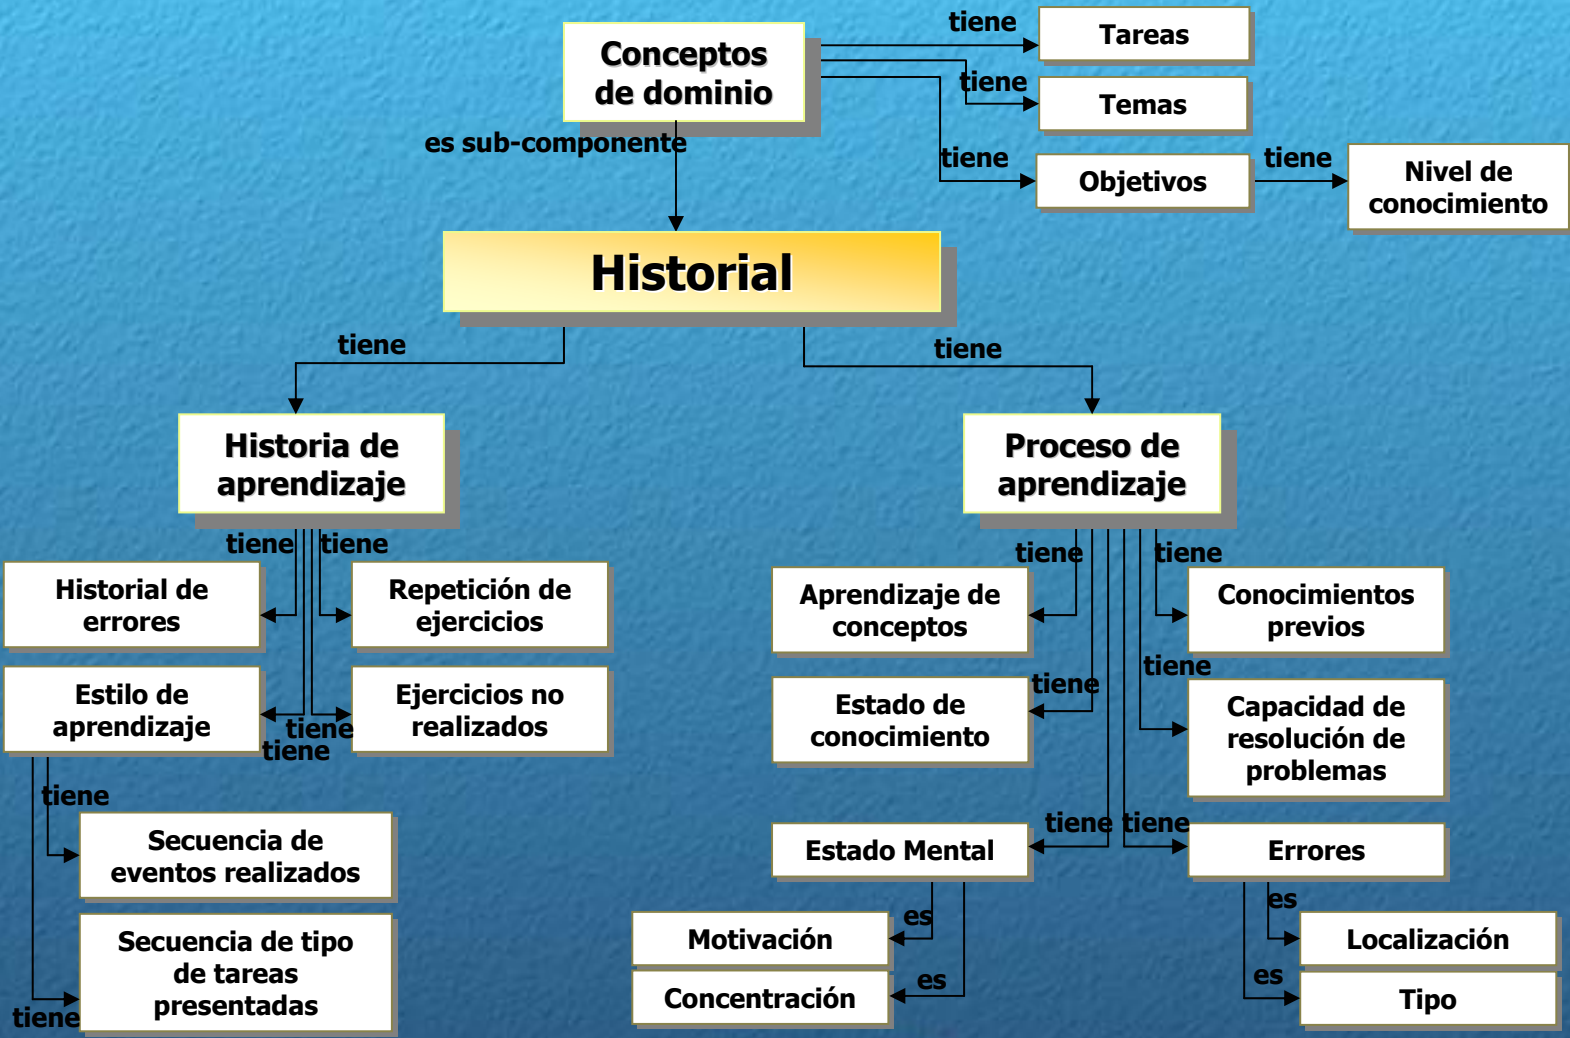 tiene
Tareas
Conceptos
de dominio
tiene
Temas
es sub-componente
tiene
Objetivos
tiene
Nivel de
conocimiento
Historial
tiene
tiene
Historia de
aprendizaje
Proceso de
aprendizaje
tiene
tiene
tiene
tiene
Historial de
errores
Repetición de
ejercicios
Aprendizaje de
conceptos
Conocimientos
previos
Estilo de
aprendizaje
Ejercicios no
realizados
tiene
tiene
tiene
tiene
Estado de
conocimiento
Capacidad de
resolución de
problemas
tiene
Secuencia de
eventos realizados
tiene
tiene
Estado Mental
Errores
Secuencia de tipo
de tareas
presentadas
tiene
es
Motivación
es
Concentración
es
Localización
es
Tipo